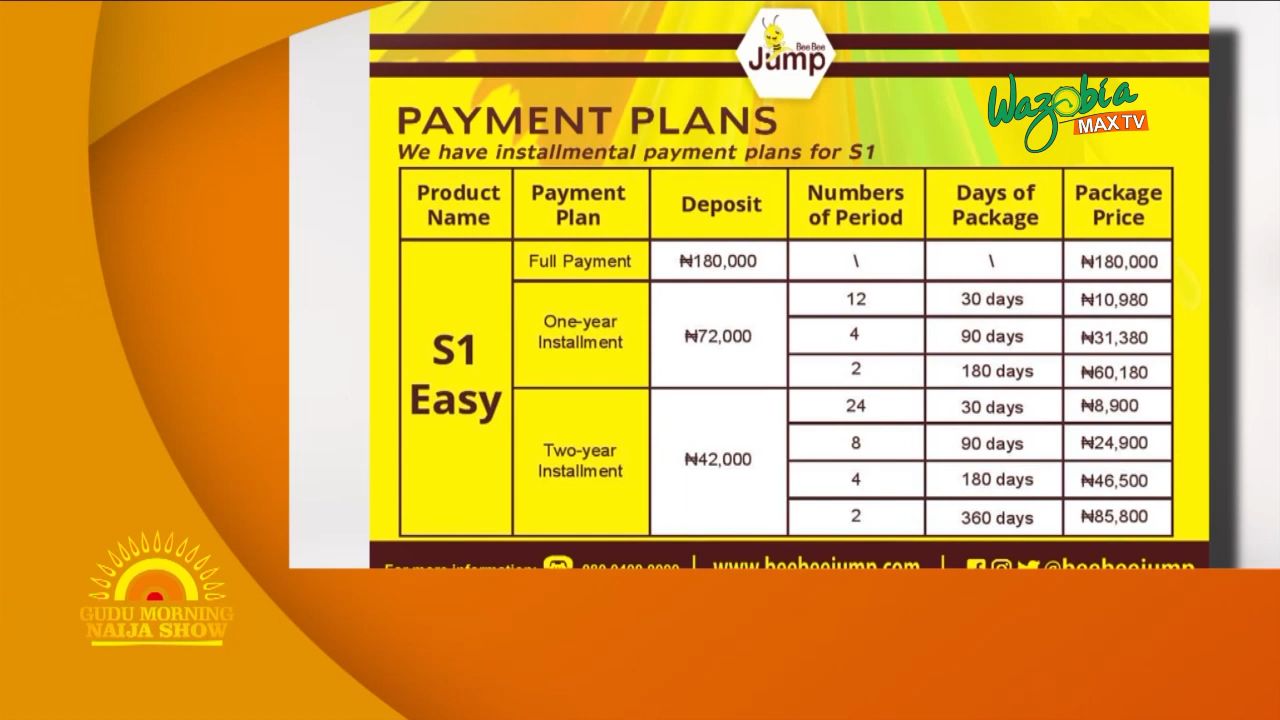 Bee Bee
Jump
Wazobia
MAX TV
PAYMENT PLANS
We have installmental payment plans for S1
Product Name | Payment Plan | Deposit | Numbers of Period | Days of Package | Package Price
S1 Easy | Full Payment | ₦180,000 | \ | \ | ₦180,000
One-year Installment | ₦72,000 | 12 | 30 days | ₦10,980
4 | 90 days | ₦31,380
2 | 180 days | ₦60,180
Two-year Installment | ₦42,000 | 24 | 30 days | ₦8,900
8 | 90 days | ₦24,900
4 | 180 days | ₦46,500
2 | 360 days | ₦85,800
For more information: www.beebeejump.com @beebeejump
GUDU MORNING
NAIJA SHOW